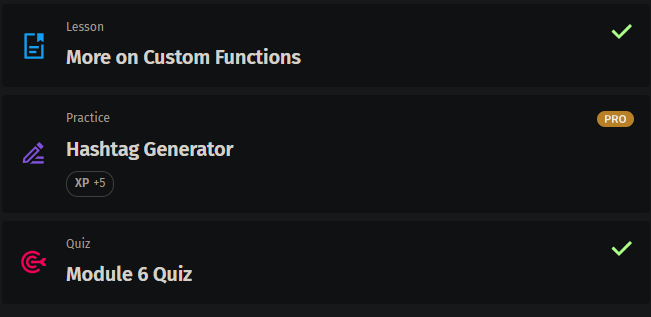 Lesson
More on Custom Functions
Practice
PRO
Hashtag Generator
XP +5
Quiz
Module 6 Quiz